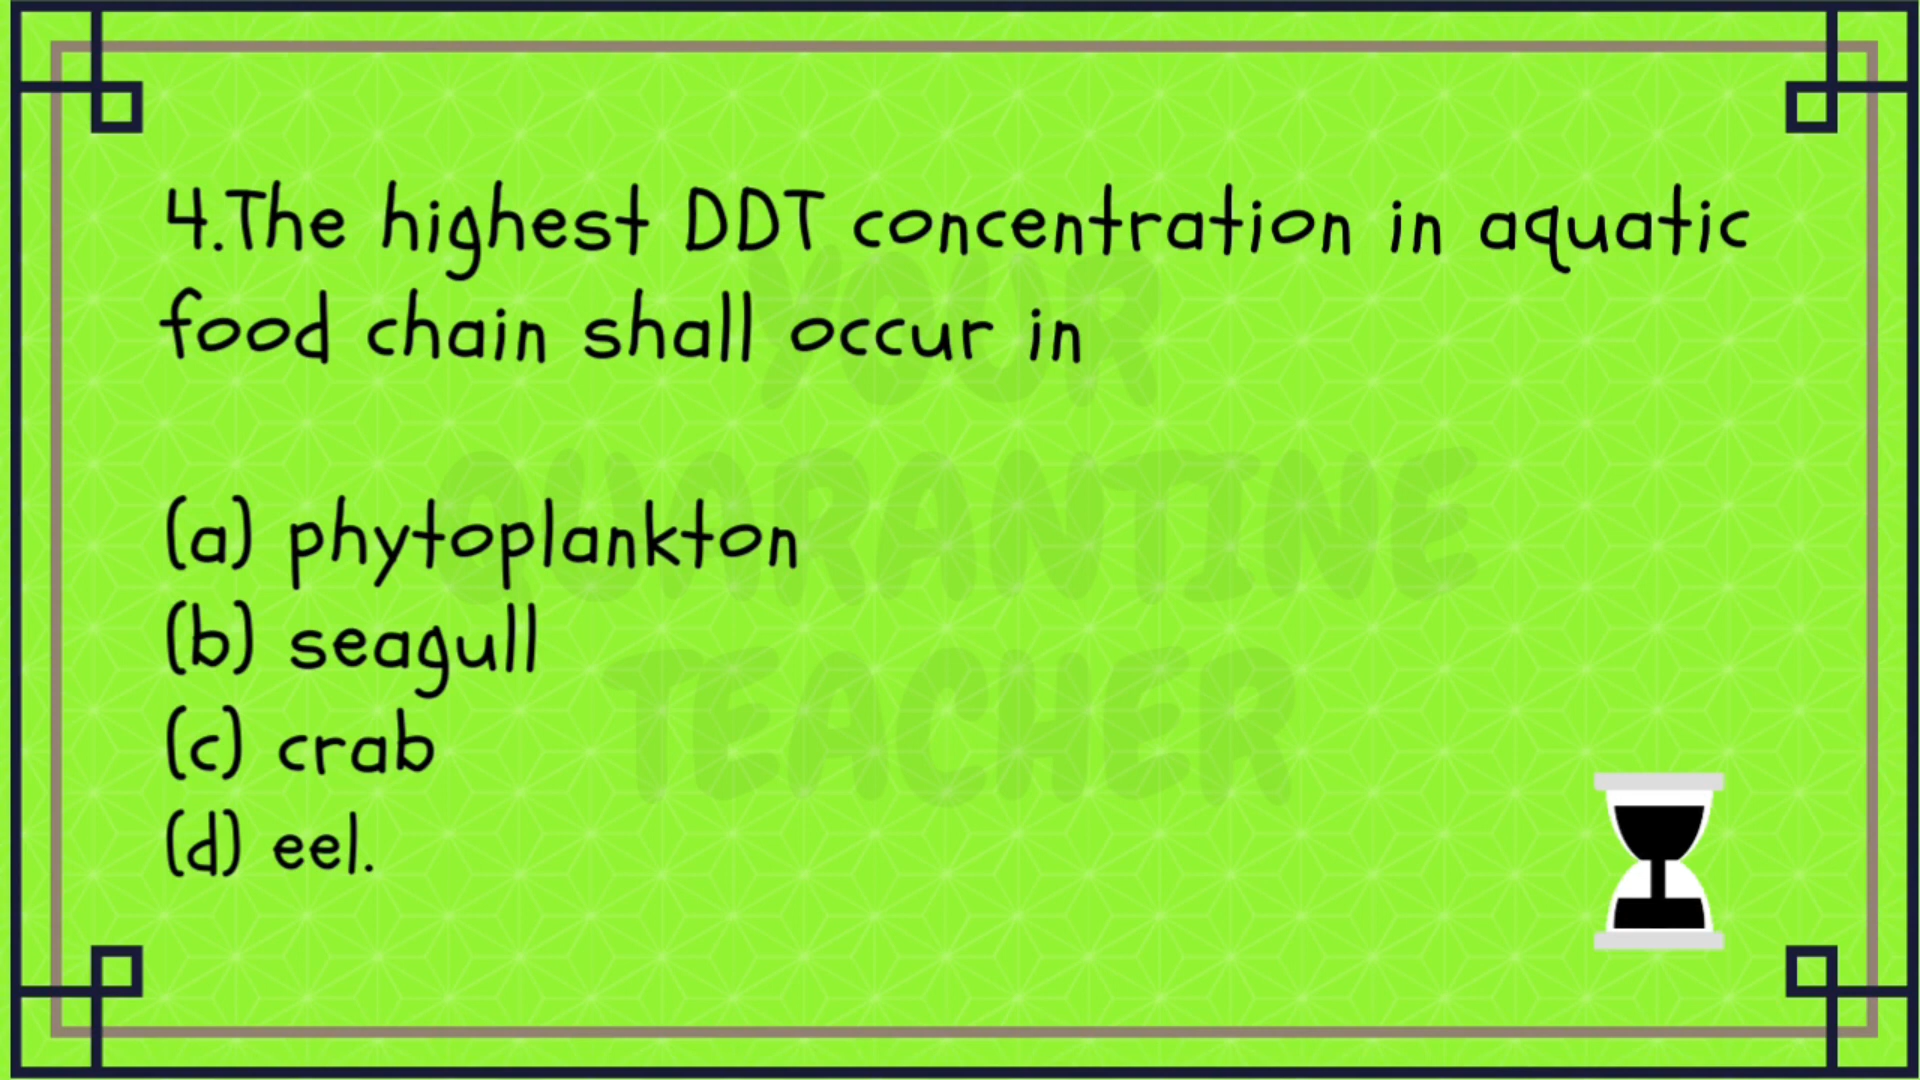 4.The highest DDT concentration in aquatic
food chain shall occur in
(a) phytoplankton
(b) seagull
(c) crab
(d) eel.
YOUR
QUARANTINE
TEACHER